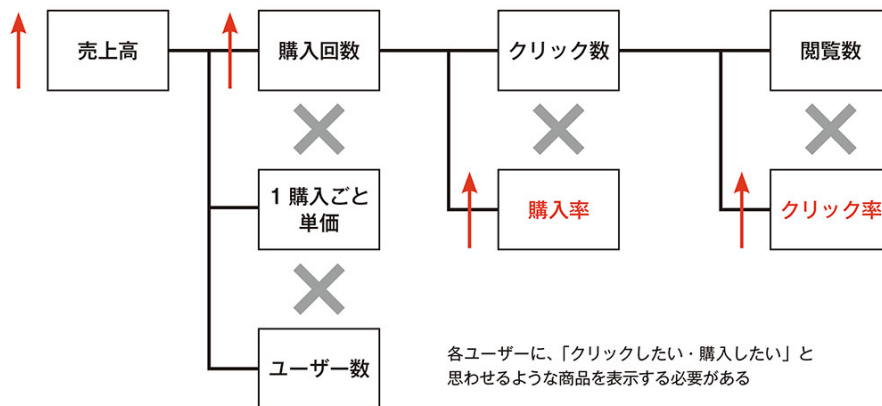 売上高
購入回数
クリック数
閲覧数
1 購入ごと
単価
購入率
クリック率
ユーザー数
各ユーザーに、「クリックしたい・購入したい」と
思わせるような商品を表示する必要がある